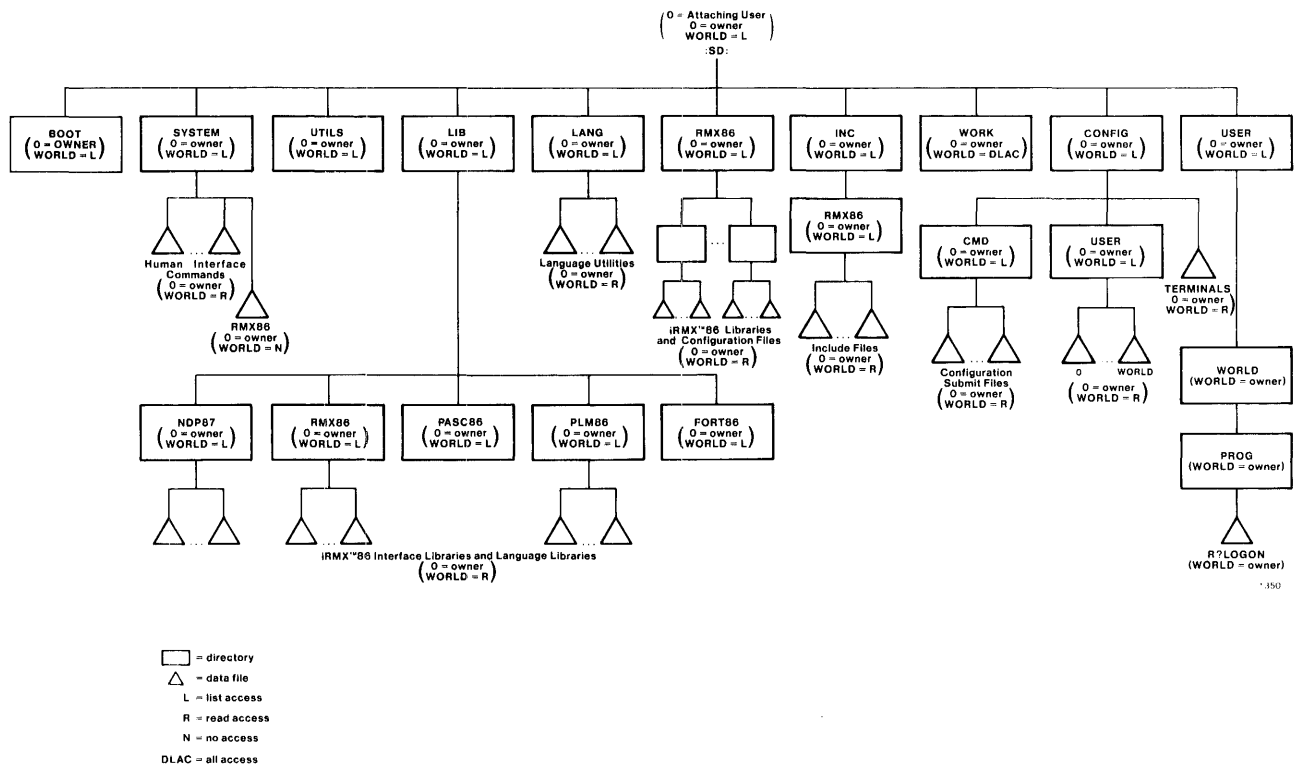 0 = Attaching User
0 = owner
WORLD = L
:SD:
BOOT
0 = OWNER
WORLD = L
SYSTEM
0 = owner
WORLD = L
UTILS
0 = owner
WORLD = L
LIB
0 = owner
WORLD = L
LANG
0 = owner
WORLD = L
RMX86
0 = owner
WORLD = L
INC
0 = owner
WORLD = L
WORK
0 = owner
WORLD = DLAC
CONFIG
0 = owner
WORLD = L
USER
0 = owner
WORLD = L
Human Interface
Commands
0 = owner
WORLD = R
RMX86
0 = owner
WORLD = N
Language Utilities
0 = owner
WORLD = R
iRMX™86 Libraries
and Configuration Files
0 = owner
WORLD = R
RMX86
0 = owner
WORLD = L
Include Files
0 = owner
WORLD = R
CMD
0 = owner
WORLD = L
Configuration
Submit Files
0 = owner
WORLD = R
USER
0 = owner
WORLD = L
0 ... WORLD
0 = owner
WORLD = R
TERMINALS
0 = owner
WORLD = R
WORLD
(WORLD = owner)
PROG
(WORLD = owner)
R?LOGON
(WORLD = owner)
NDP87
0 = owner
WORLD = L
RMX86
0 = owner
WORLD = L
PASC86
0 = owner
WORLD = L
PLM86
0 = owner
WORLD = L
FORT86
0 = owner
WORLD = L
iRMX™86 Interface Libraries and Language Libraries
0 = owner
WORLD = R
= directory
= data file
L = list access
R = read access
N = no access
DLAC = all access